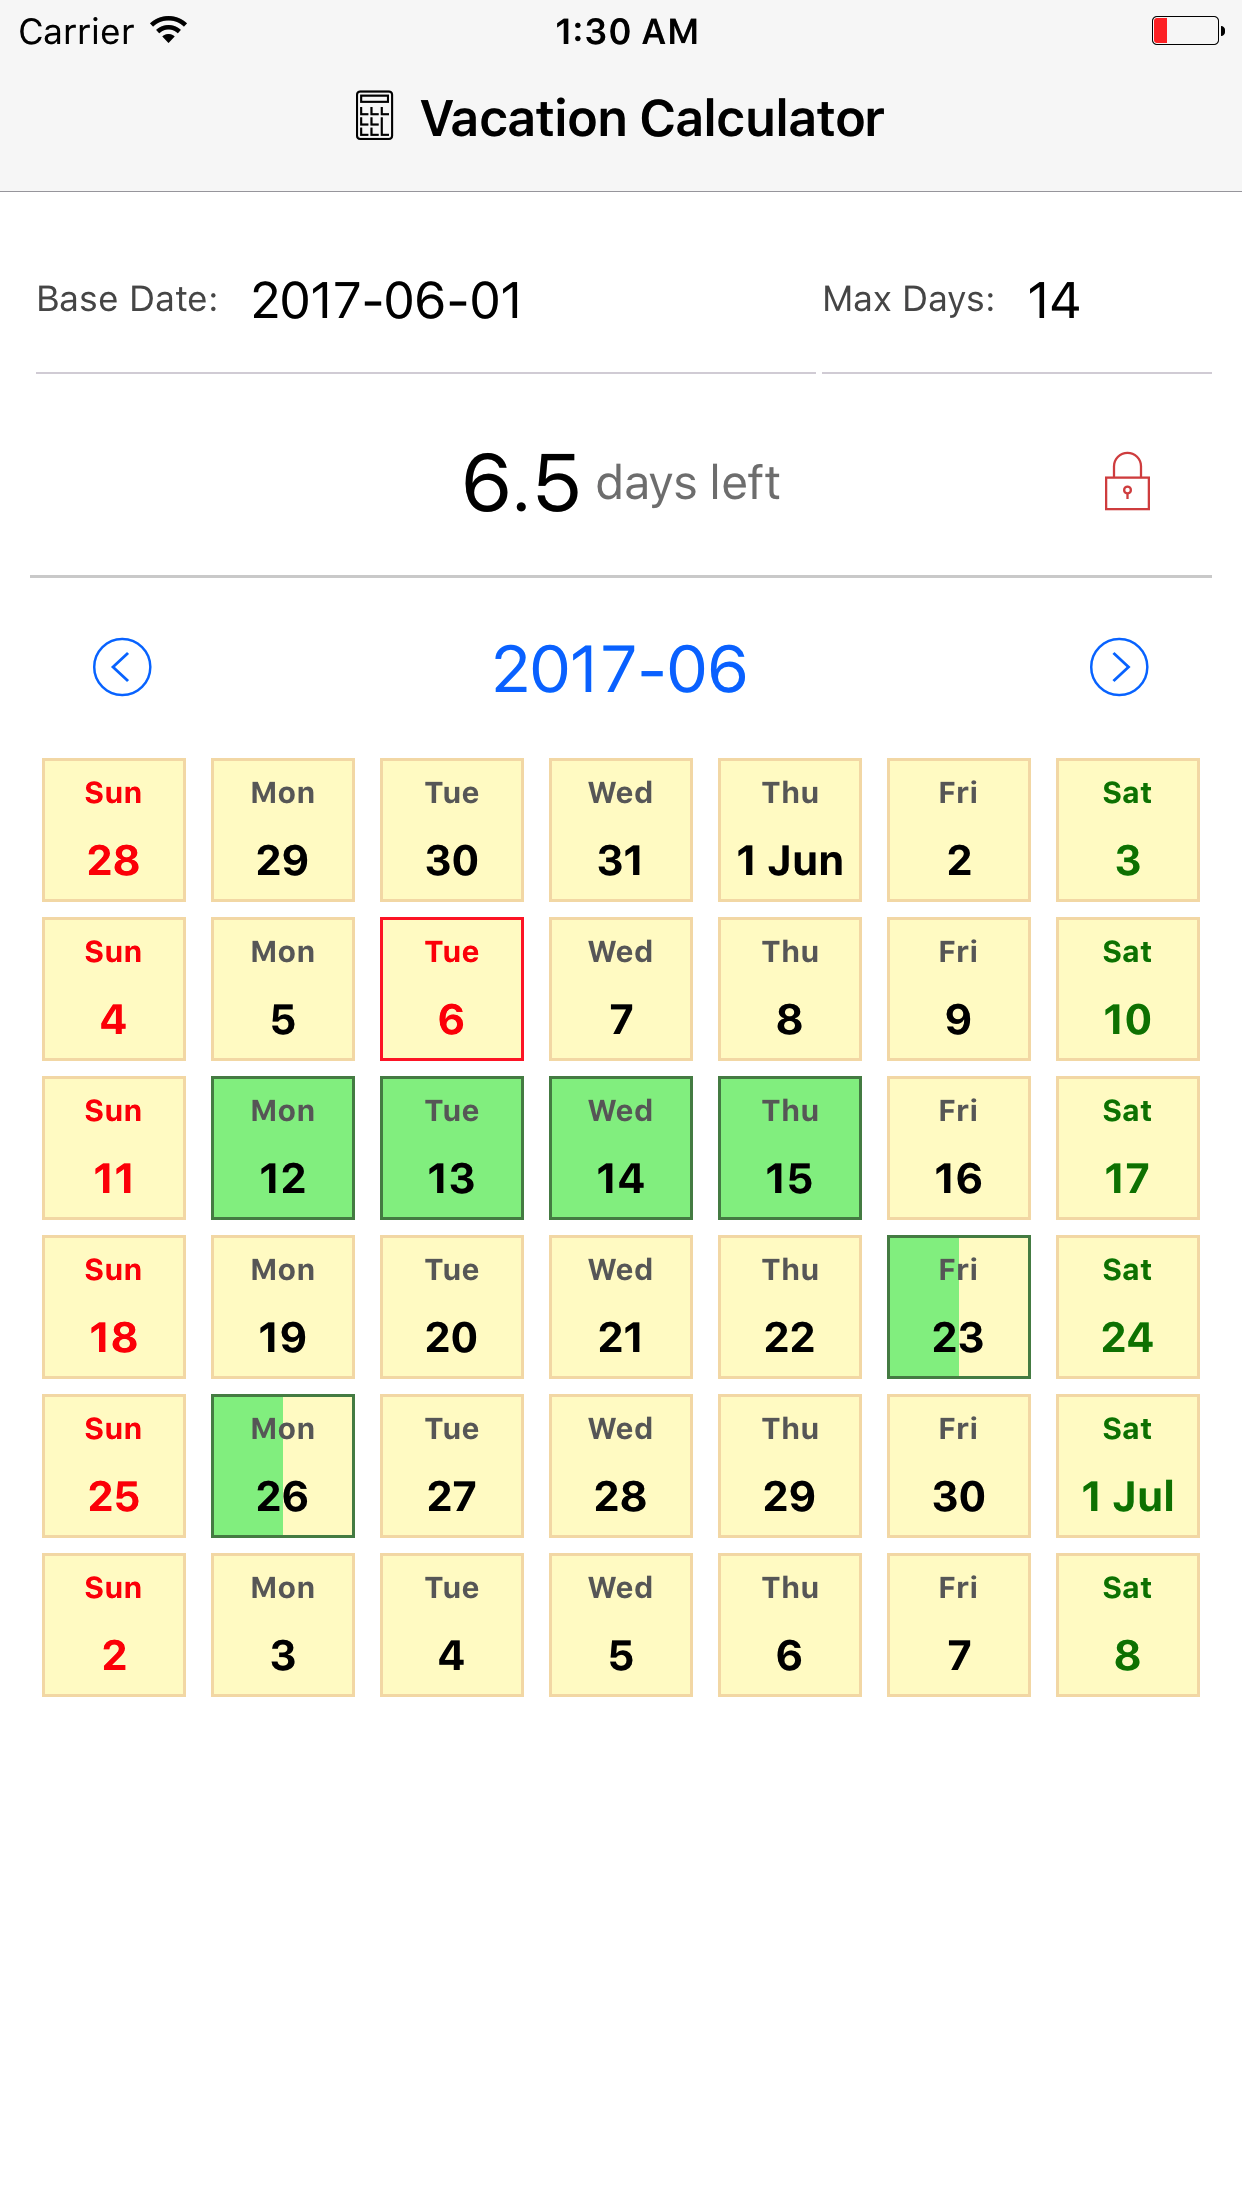 Carrier 1:30 AM
Vacation Calculator
Base Date: 2017-06-01 Max Days: 14
6.5 days left
2017-06
Sun Mon Tue Wed Thu Fri Sat
28 29 30 31 1 Jun 2 3
Sun Mon Tue Wed Thu Fri Sat
4 5 6 7 8 9 10
Sun Mon Tue Wed Thu Fri Sat
11 12 13 14 15 16 17
Sun Mon Tue Wed Thu Fri Sat
18 19 20 21 22 23 24
Sun Mon Tue Wed Thu Fri Sat
25 26 27 28 29 30 1 Jul
Sun Mon Tue Wed Thu Fri Sat
2 3 4 5 6 7 8